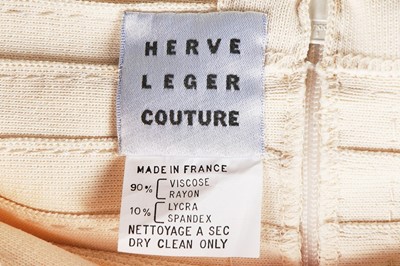 HERVE
LEGER
COUTURE
MADE IN FRANCE
90% VISCOSE
RAYON
10% LYCRA
SPANDEX
NETTOYAGE A SEC
DRY CLEAN ONLY